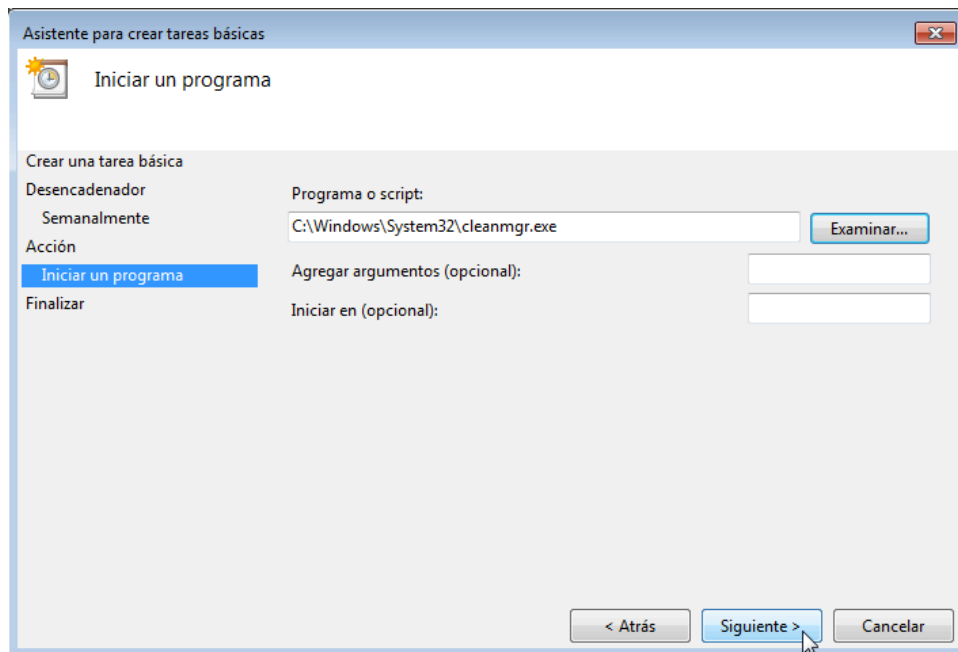 Asistente para crear tareas básicas
Iniciar un programa
Crear una tarea básica
Desencadenador
Semanalmente
Acción
Iniciar un programa
Finalizar
Programa o script:
C:\Windows\System32\cleanmgr.exe
Examinar...
Agregar argumentos (opcional):
Iniciar en (opcional):
< Atrás
Siguiente >
Cancelar